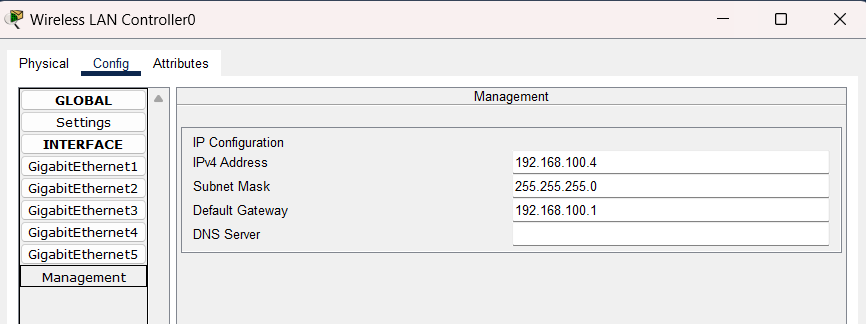 Wireless LAN Controller0
Physical Config Attributes
GLOBAL
Settings
INTERFACE
GigabitEthernet1
GigabitEthernet2
GigabitEthernet3
GigabitEthernet4
GigabitEthernet5
Management
Management
IP Configuration
IPv4 Address 192.168.100.4
Subnet Mask 255.255.255.0
Default Gateway 192.168.100.1
DNS Server